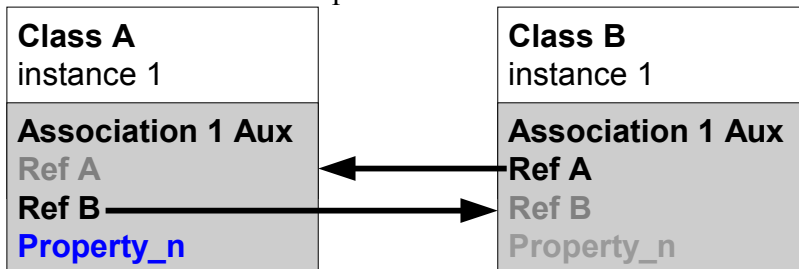 Class A
instance 1
Association 1 Aux
Ref A
Ref B
Property_n
Class B
instance 1
Association 1 Aux
Ref A
Ref B
Property_n